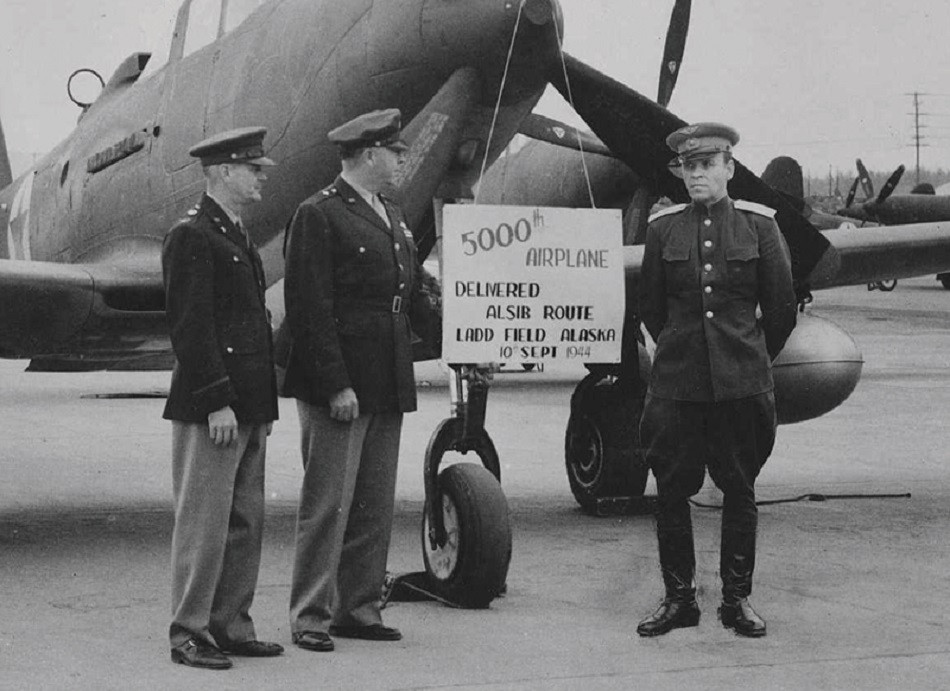 5000th
AIRPLANE
DELIVERED
ALSIB ROUTE
LADD FIELD ALASKA
10th SEPT 1944